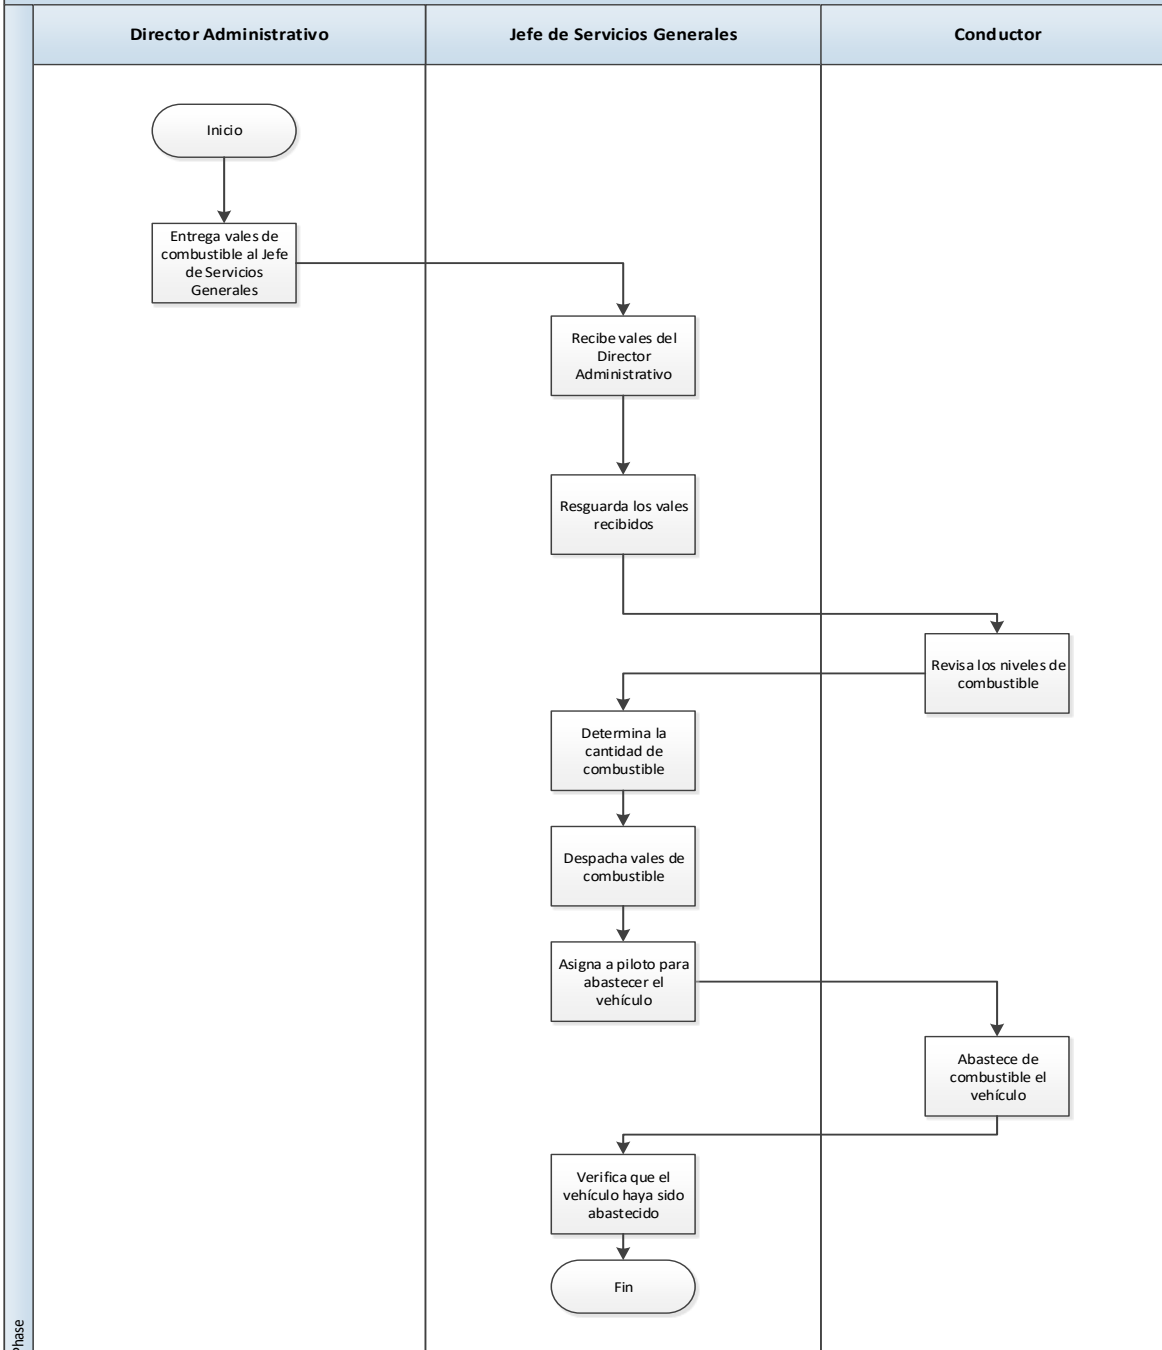 Director Administrativo
Jefe de Servicios Generales
Conductor
Inicio
Entrega vales de
combustible al Jefe
de Servicios
Generales
Recibe vales del
Director
Administrativo
Resguarda los vales
recibidos
Revisa los niveles de
combustible
Determina la
cantidad de
combustible
Despacha vales de
combustible
Asigna a piloto para
abastecer el
vehículo
Abastece de
combustible el
vehículo
Verifica que el
vehículo haya sido
abastecido
Fin
Phase